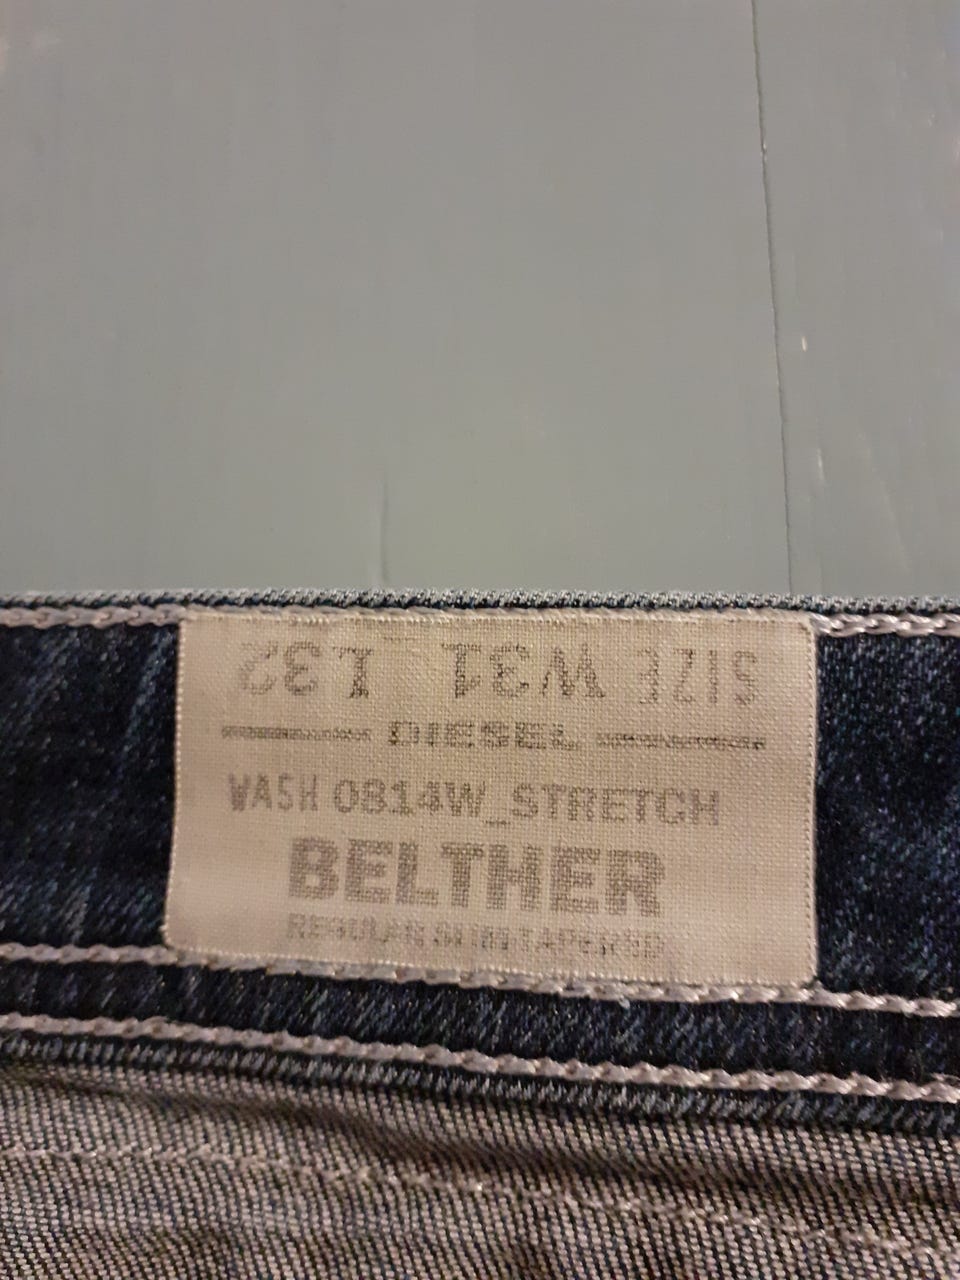 SIZE W31 L32
DIESEL
WASH 0814W_STRETCH
BELTHER
REGULAR SLIM-TAPERED